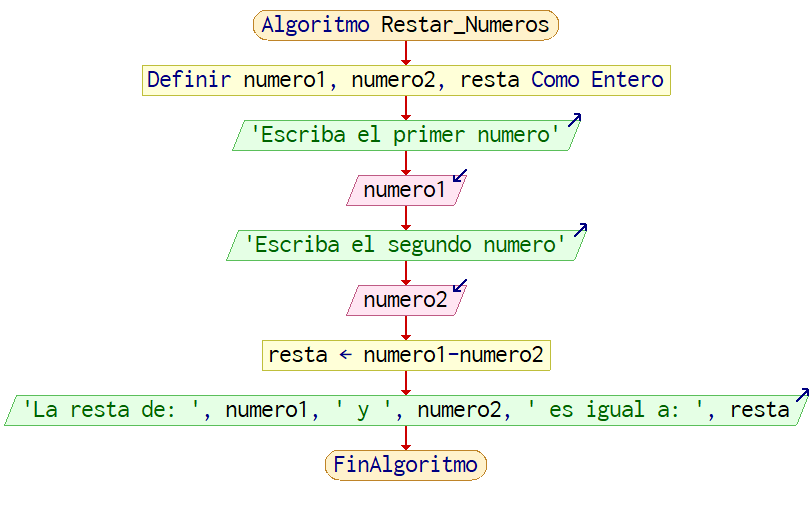 Algoritmo Restar_Numeros
Definir numero1, numero2, resta Como Entero
'Escriba el primer numero'
numero1
'Escriba el segundo numero'
numero2
resta ← numero1-numero2
'La resta de: ', numero1, ' y ', numero2, ' es igual a: ', resta
FinAlgoritmo